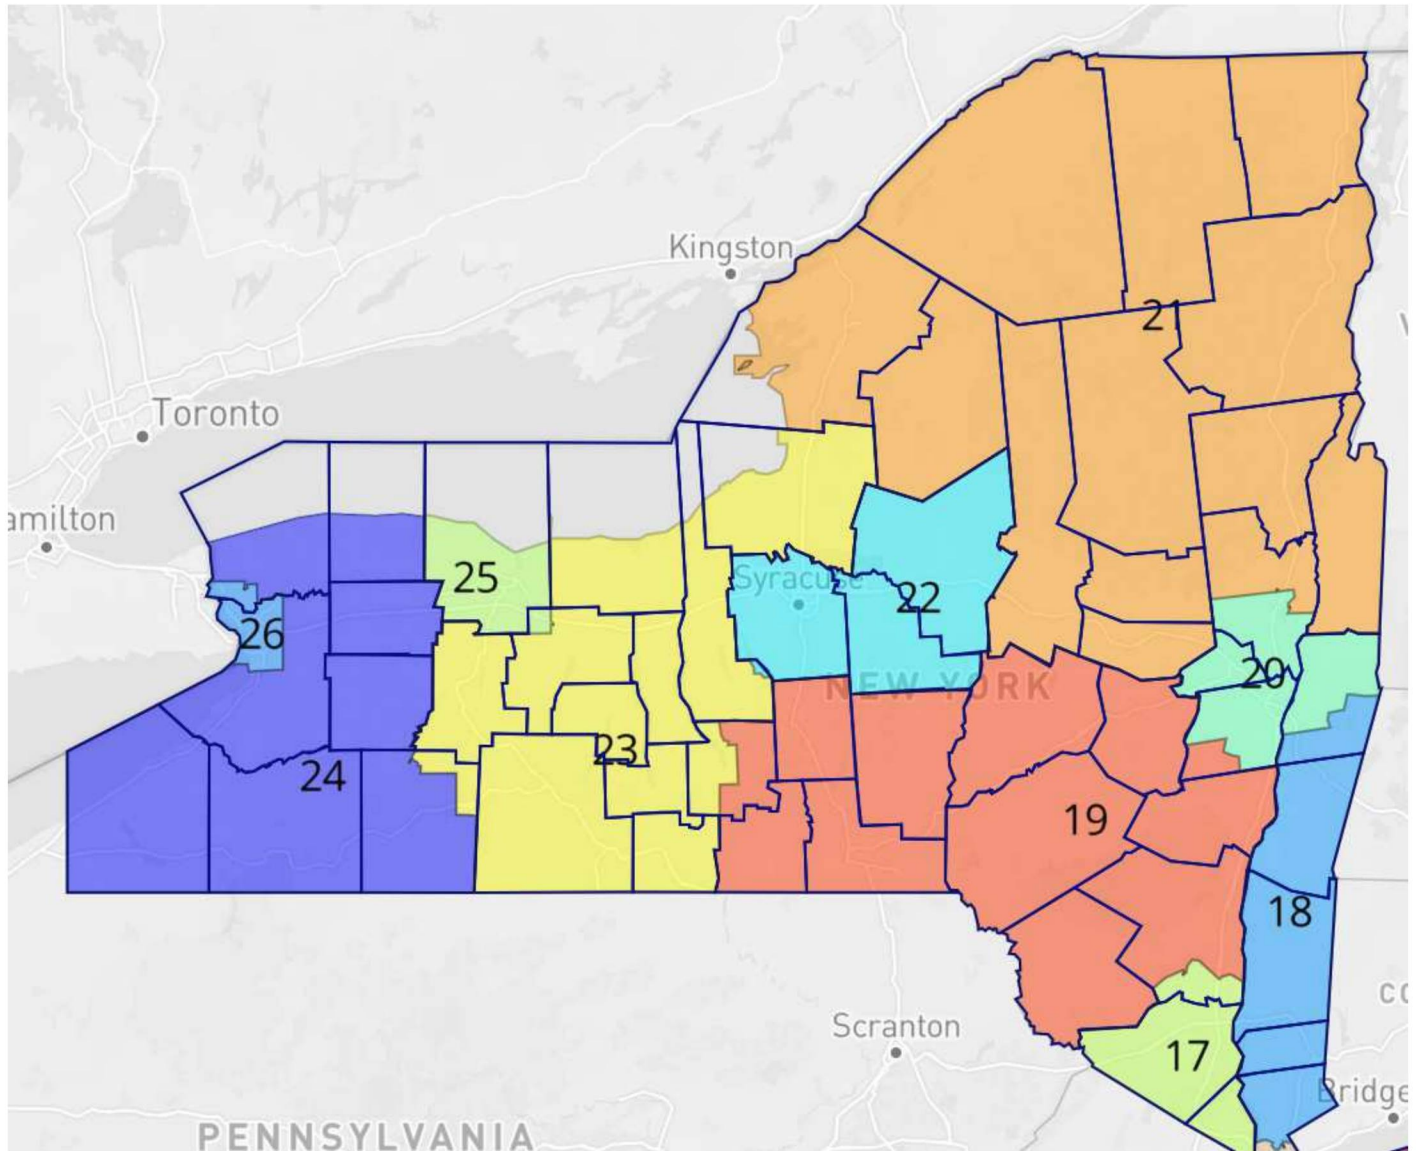 Kingston
21
Toronto
amilton
25
Syracuse
22
26
20
NEW YORK
23
24
19
18
CO
Scranton
17
Bridge
PENNSYLVANIA